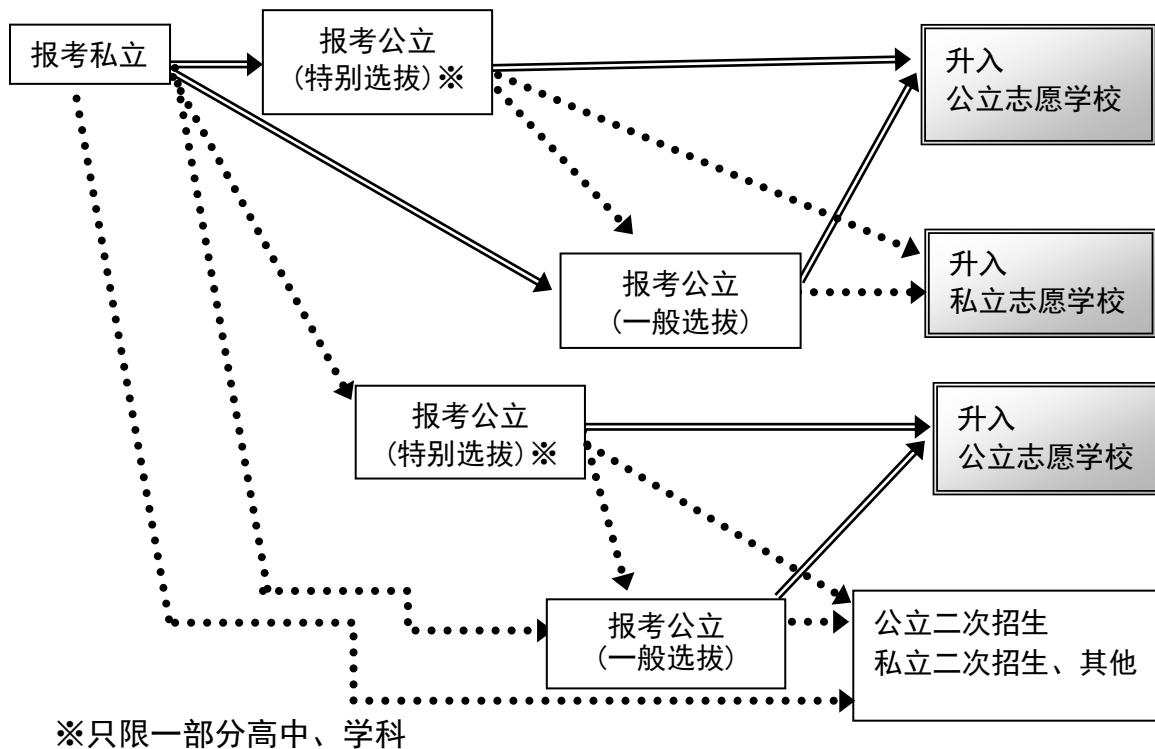 报考私立
报考公立
(特别选拔)※
升入
公立志愿学校
报考公立
(一般选拔)
升入
私立志愿学校
报考公立
(特别选拔)※
升入
公立志愿学校
报考公立
(一般选拔)
公立二次招生
私立二次招生、其他
※只限一部分高中、学科